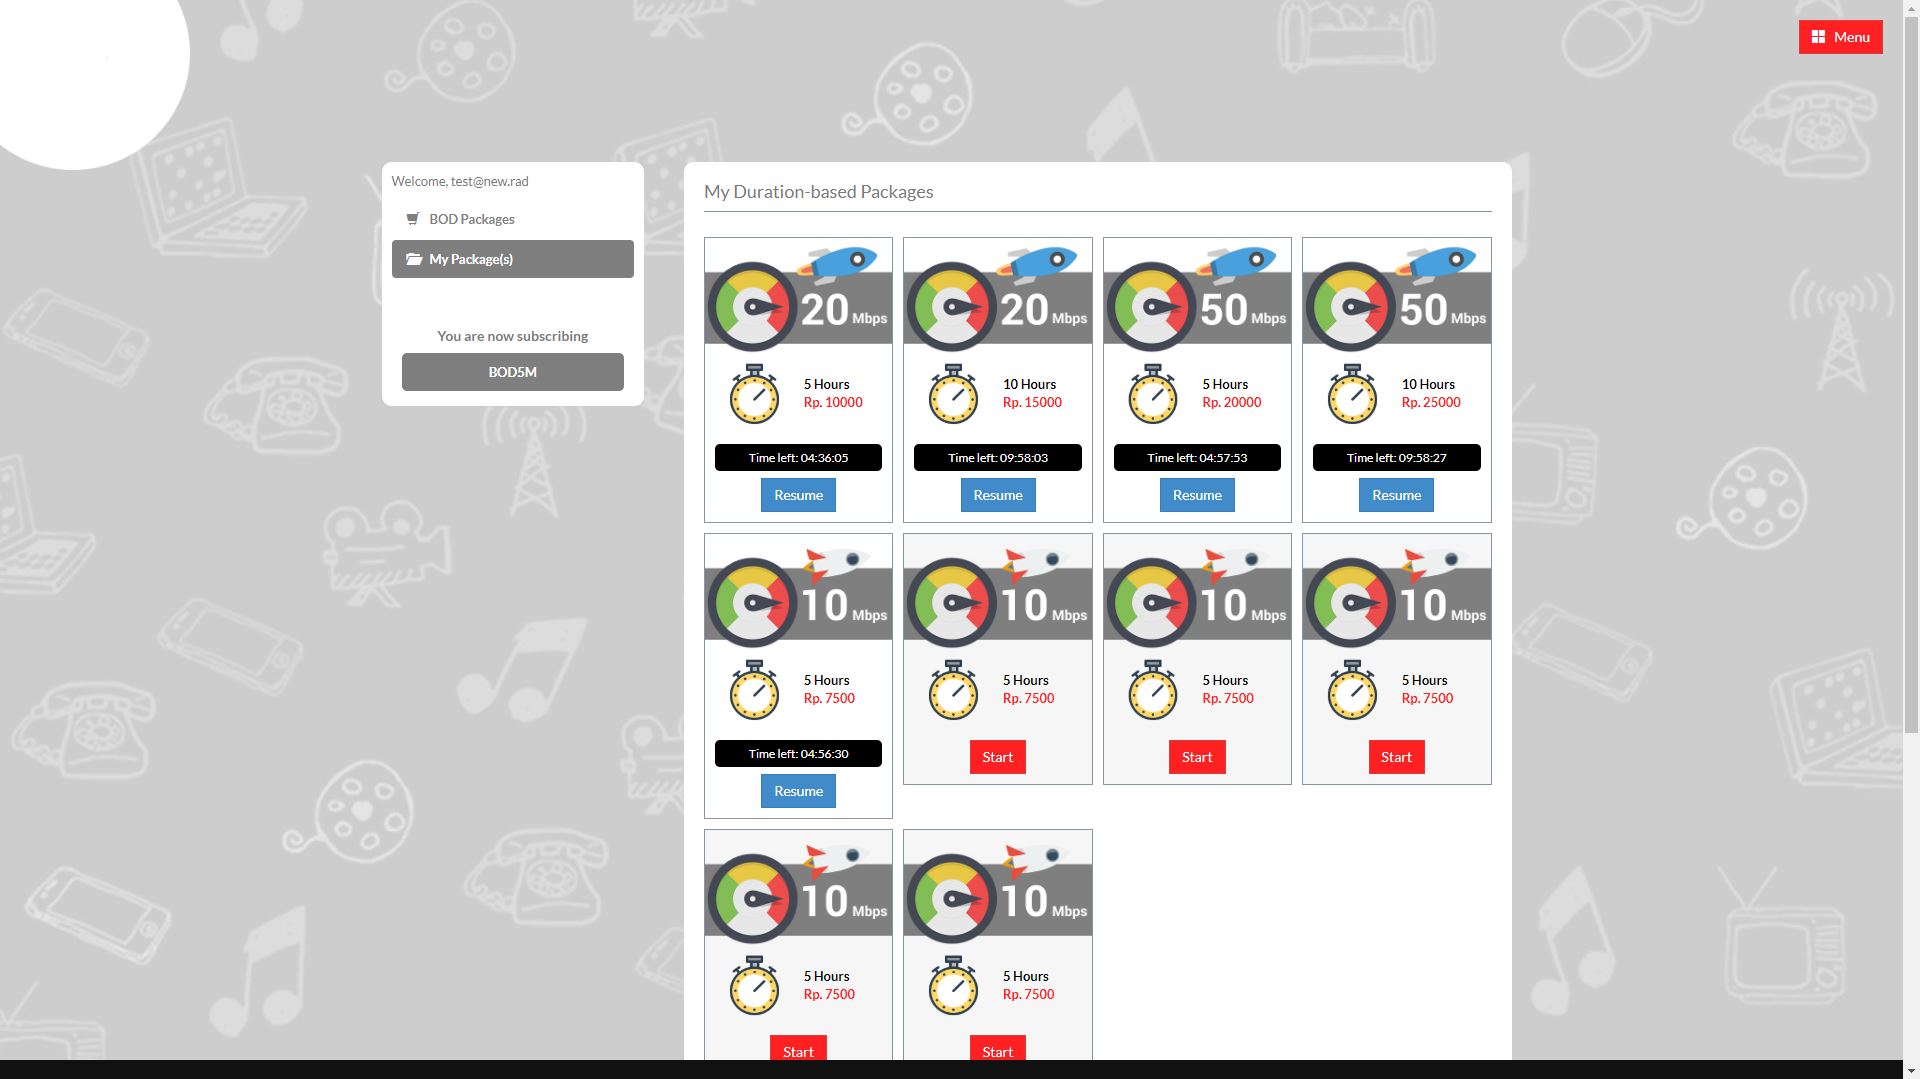 Menu
Welcome, test@new.rad
BOD Packages
My Package(s)
You are now subscribing
BOD5M
My Duration-based Packages
20 Mbps
5 Hours
Rp. 10000
Time left: 04:36:05
Resume
20 Mbps
10 Hours
Rp. 15000
Time left: 09:58:03
Resume
50 Mbps
5 Hours
Rp. 20000
Time left: 04:57:53
Resume
50 Mbps
10 Hours
Rp. 25000
Time left: 09:58:27
Resume
10 Mbps
5 Hours
Rp. 7500
Time left: 04:56:30
Resume
10 Mbps
5 Hours
Rp. 7500
Start
10 Mbps
5 Hours
Rp. 7500
Start
10 Mbps
5 Hours
Rp. 7500
Start
10 Mbps
5 Hours
Rp. 7500
Start
10 Mbps
5 Hours
Rp. 7500
Start